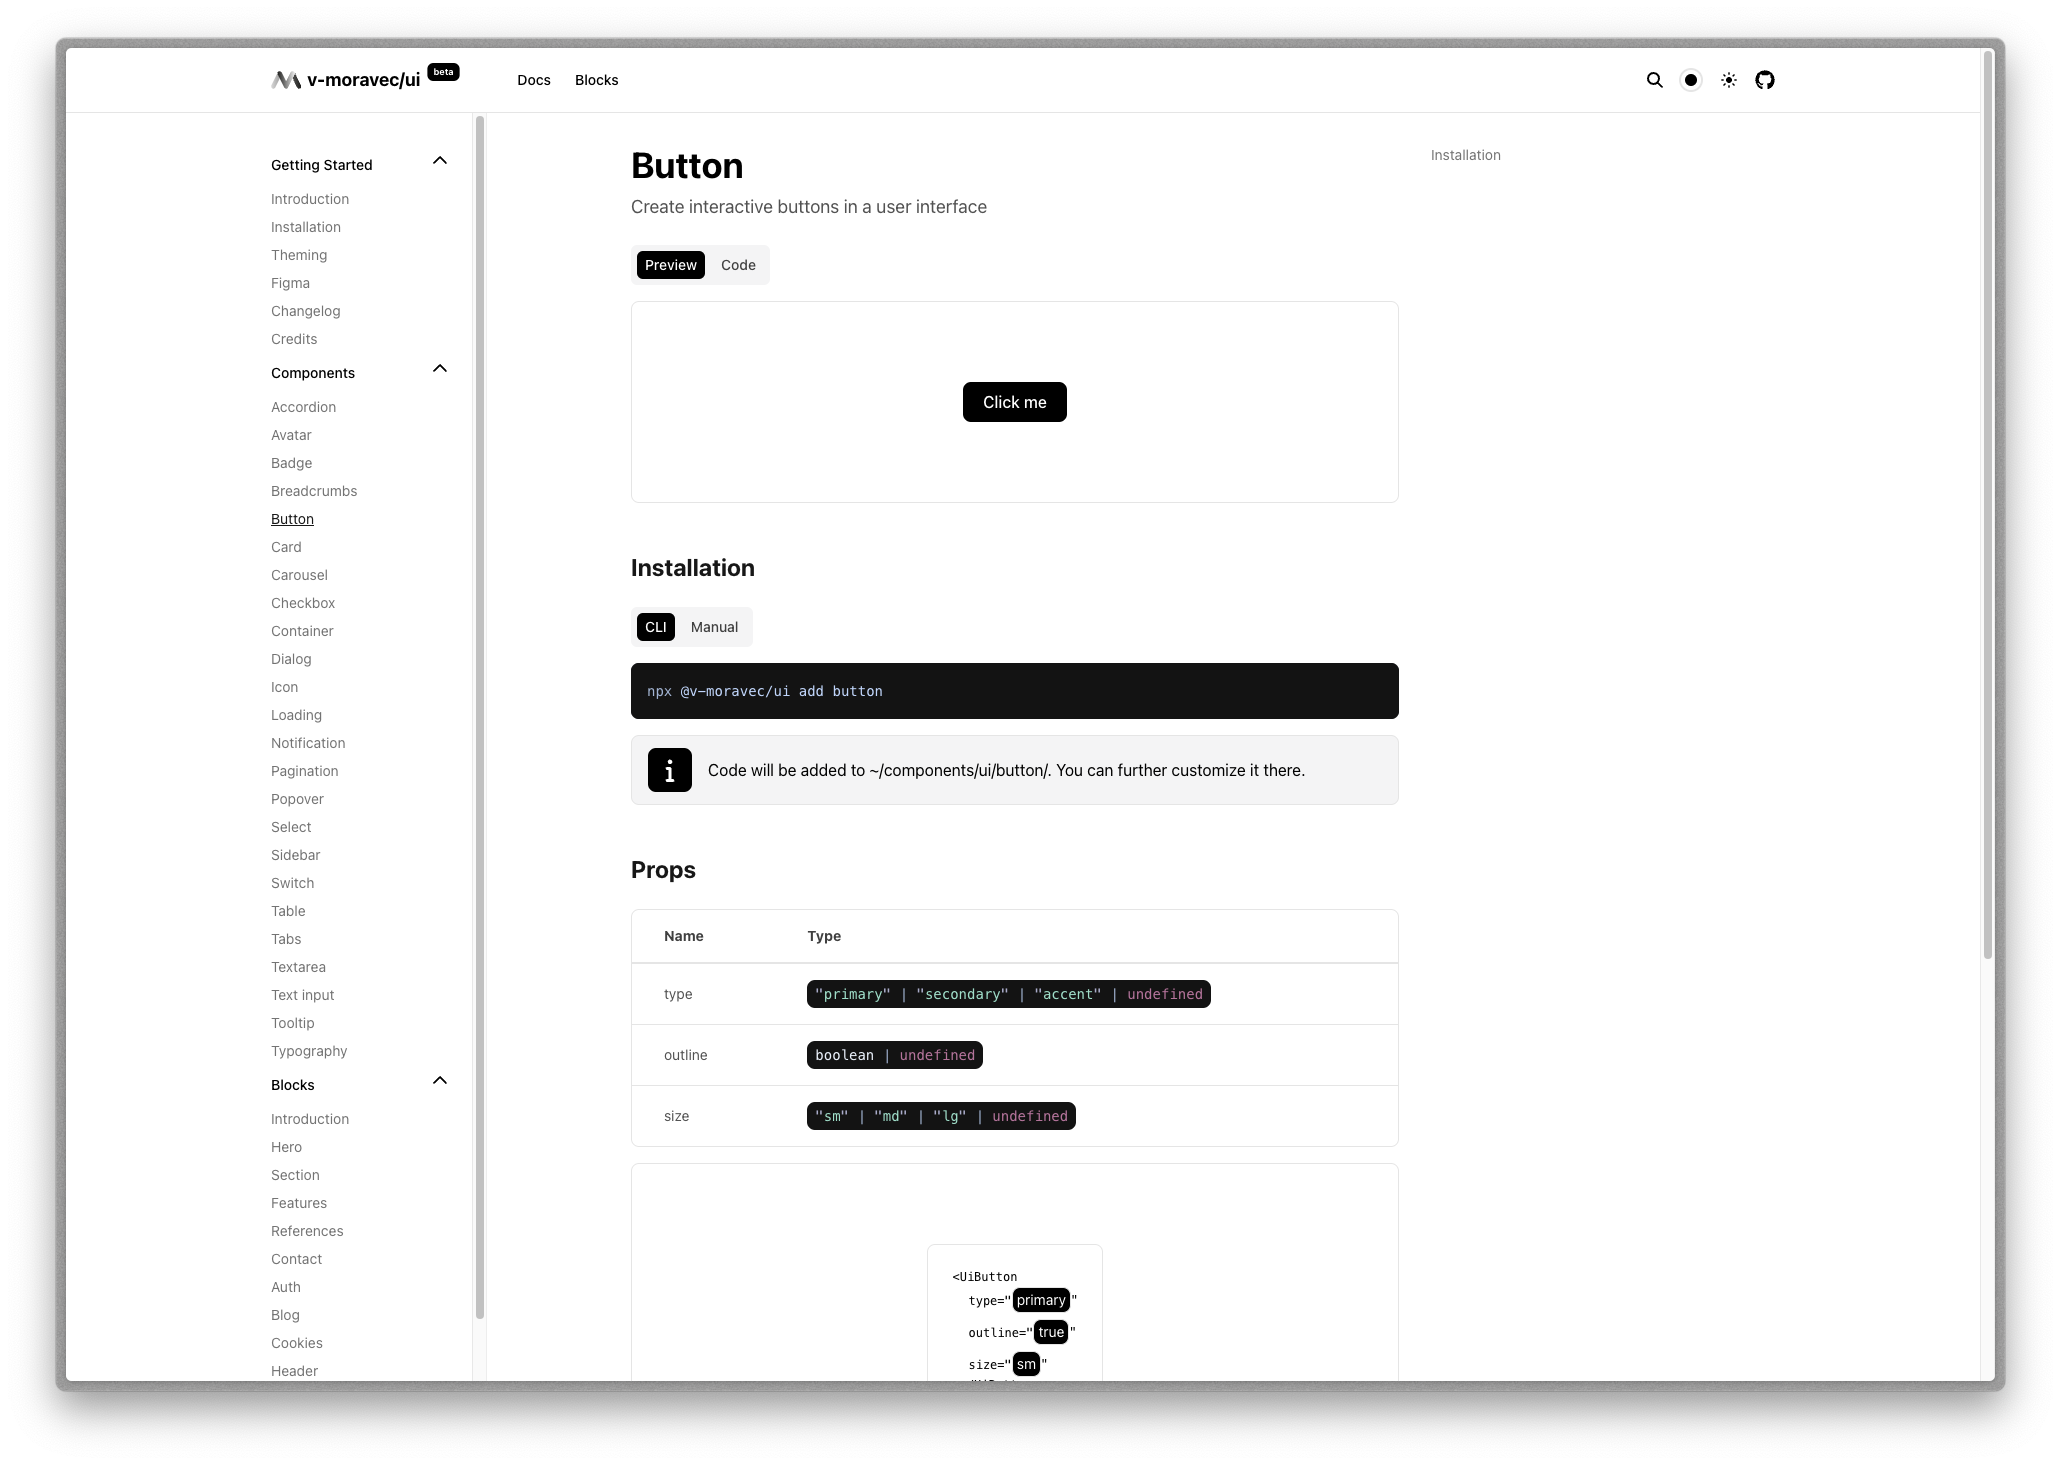 v-moravec/ui beta
Docs Blocks
Getting Started
Introduction
Installation
Theming
Figma
Changelog
Credits
Components
Accordion
Avatar
Badge
Breadcrumbs
Button
Card
Carousel
Checkbox
Container
Dialog
Icon
Loading
Notification
Pagination
Popover
Select
Sidebar
Switch
Table
Tabs
Textarea
Text input
Tooltip
Typography
Blocks
Introduction
Hero
Section
Features
References
Contact
Auth
Blog
Cookies
Header
Button
Create interactive buttons in a user interface
Preview Code
Click me
Installation
CLI Manual
npx @v-moravec/ui add button
i Code will be added to ~/components/ui/button/. You can further customize it there.
Props
Name Type
type "primary" | "secondary" | "accent" | undefined
outline boolean | undefined
size "sm" | "md" | "lg" | undefined
<UiButton
type="primary"
outline="true"
size="sm"
Installation